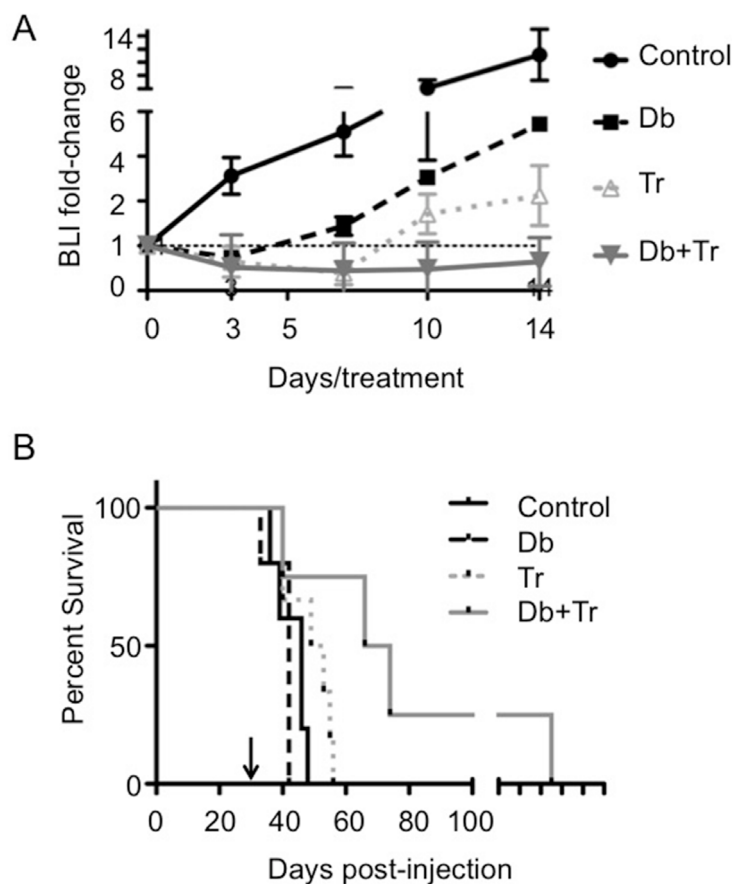 A
BLI fold-change
14
8
6
4
2
1
0
0 3 5 10 14
Days/treatment
Control
Db
Tr
Db+Tr
B
Percent Survival
100
50
0
0 20 40 60 80 100
Days post-injection
Control
Db
Tr
Db+Tr